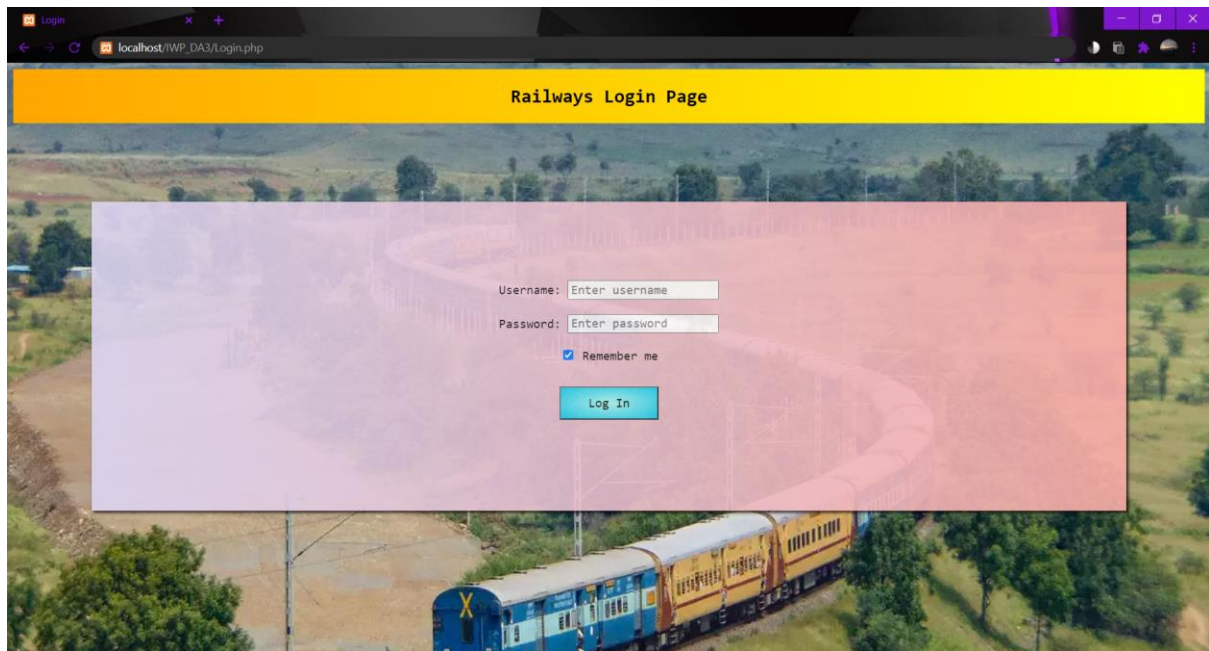 Login
localhost/IWP_DA3/Login.php
Railways Login Page
Username: Enter username
Password: Enter password
Remember me
Log In
X